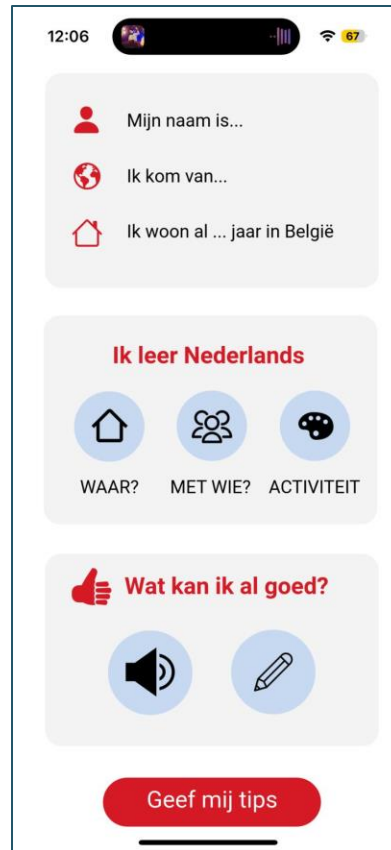 12:06
67
Mijn naam is...
Ik kom van...
Ik woon al ... jaar in België
Ik leer Nederlands
WAAR? MET WIE? ACTIVITEIT
Wat kan ik al goed?
Geef mij tips